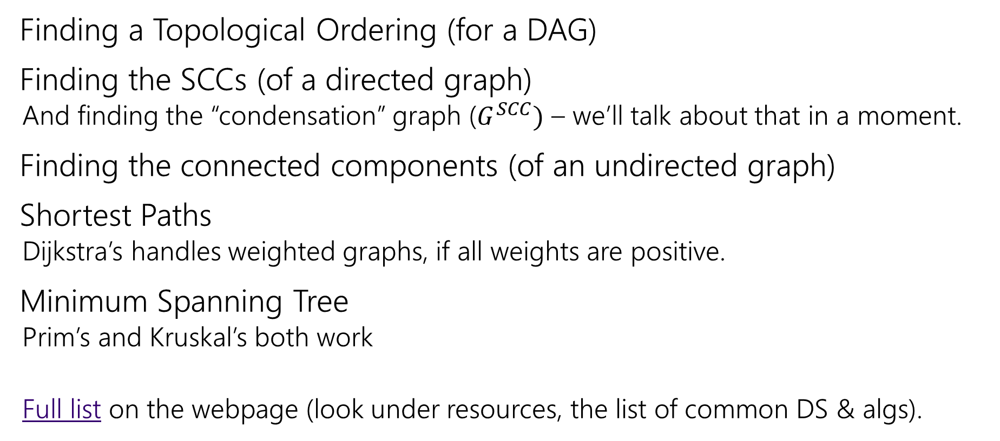 Finding a Topological Ordering (for a DAG)
Finding the SCCs (of a directed graph)
And finding the “condensation” graph (𝑮^𝑆𝐶𝐶) – we’ll talk about that in a moment.
Finding the connected components (of an undirected graph)
Shortest Paths
Dijkstra’s handles weighted graphs, if all weights are positive.
Minimum Spanning Tree
Prim’s and Kruskal’s both work
Full list on the webpage (look under resources, the list of common DS & algs).